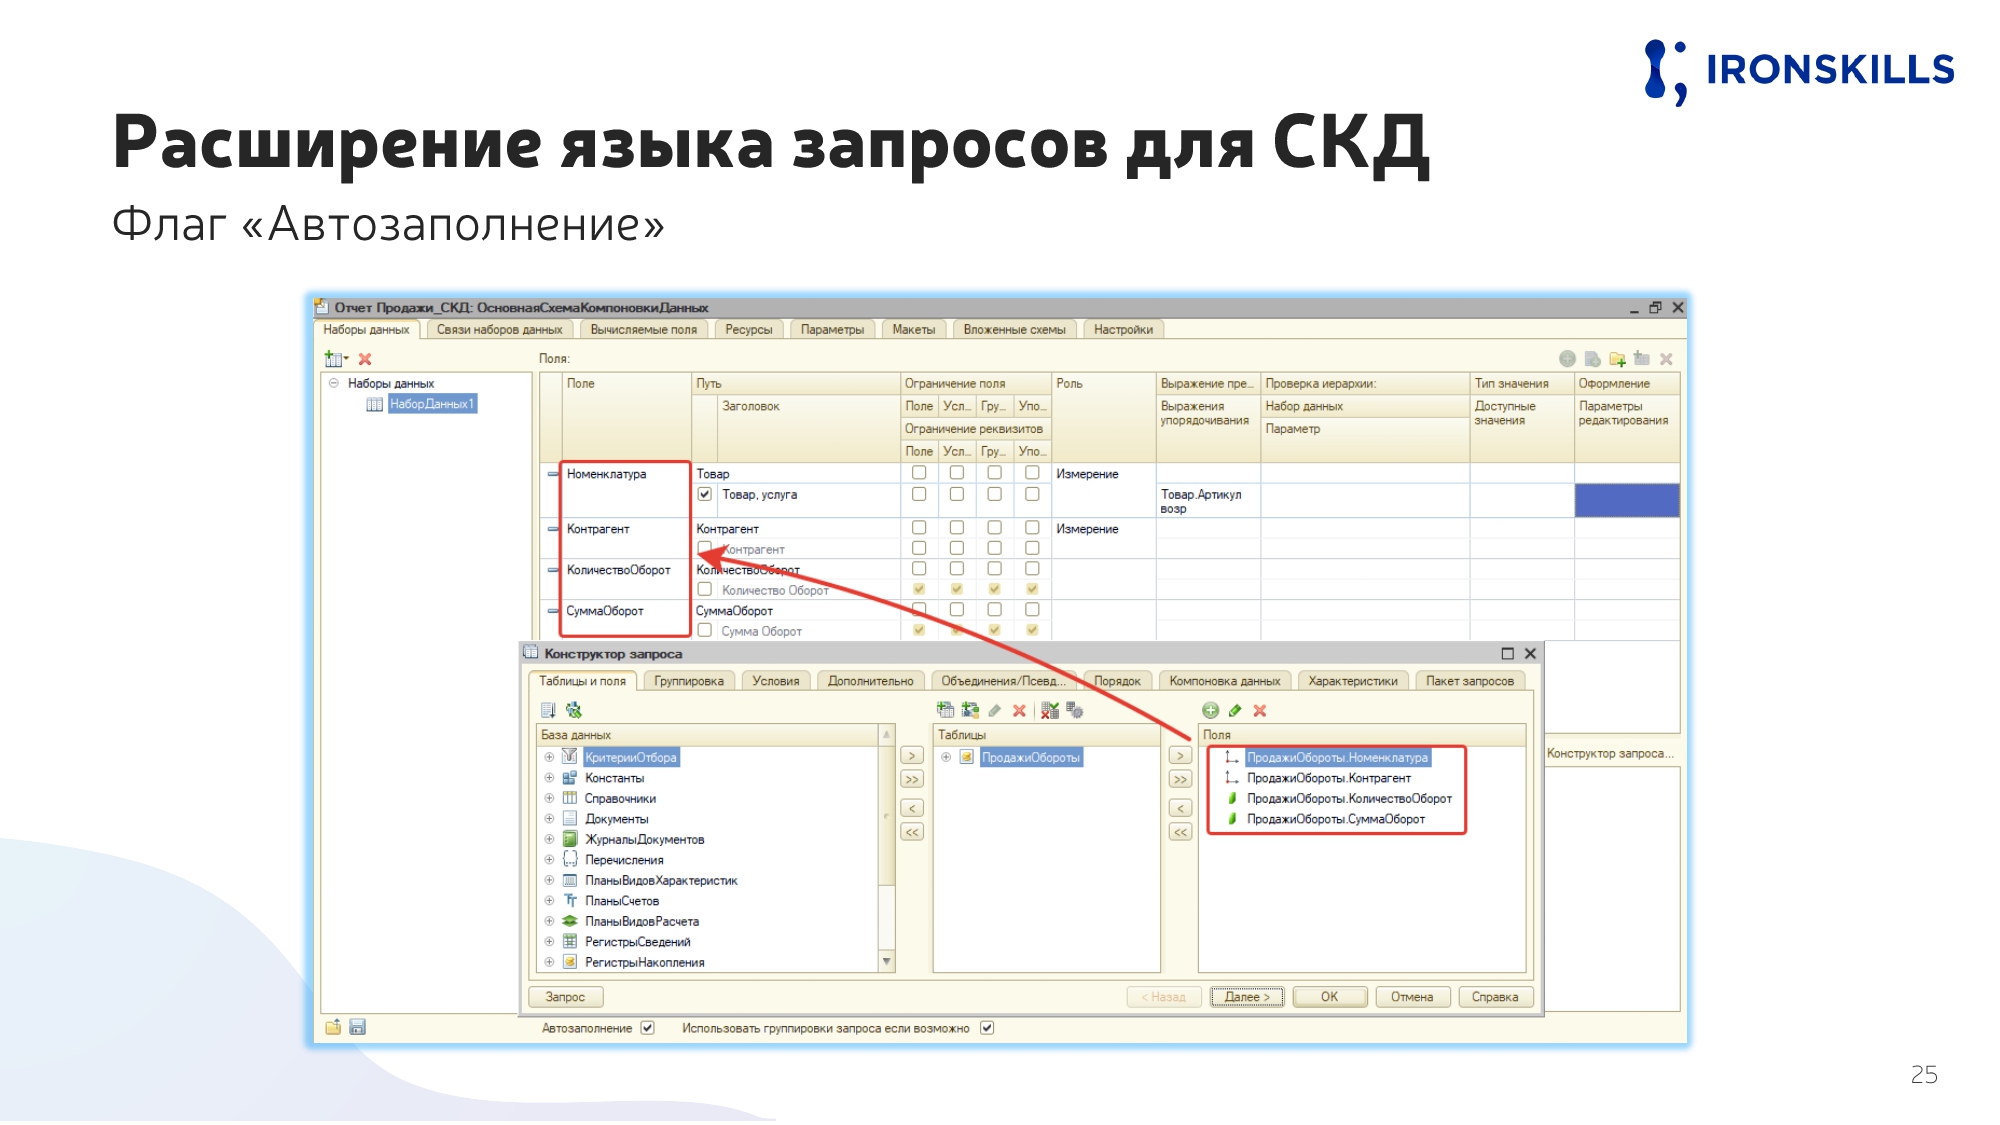 IRONSKILLS
Расширение языка запросов для СКД
Флаг «Автозаполнение»
Отчет Продажи_СКД: ОсновнаяСхемаКомпоновкиДанных
Наборы данных Связи наборов данных Вычисляемые поля Ресурсы Параметры Макеты Вложенные схемы Настройки
Поля:
Наборы данных
НаборДанных1
Поле Путь Ограничение поля Роль Выражение пре... Проверка иерархии: Тип значения Оформление
Заголовок Поле Усл... Гру... Упо... Выражения упорядочивания Набор данных Доступные значения Параметры редактирования
Ограничение реквизитов Параметр
Поле Усл... Гру... Упо...
Номенклатура Товар Измерение
Товар, услуга Товар.Артикул возр
Контрагент Контрагент Измерение
Контрагент
КоличествоОборот КоличествоОборот
Количество Оборот
СуммаОборот СуммаОборот
Сумма Оборот
Конструктор запроса
Таблицы и поля Группировка Условия Дополнительно Объединения/Псевд... Порядок Компоновка данных Характеристики Пакет запросов
База данных Таблицы Поля
КритерииОтбора
Константы
Справочники
Документы
ЖурналыДокументов
Перечисления
ПланыВидовХарактеристик
ПланыСчетов
ПланыВидовРасчета
РегистрыСведений
РегистрыНакопления
> >> < <<
ПродажиОбороты
> >> < <<
ПродажиОбороты.Номенклатура
ПродажиОбороты.Контрагент
ПродажиОбороты.КоличествоОборот
ПродажиОбороты.СуммаОборот
Конструктор запроса...
Запрос < Назад Далее > ОК Отмена Справка
Автозаполнение Использовать группировки запроса если возможно
25